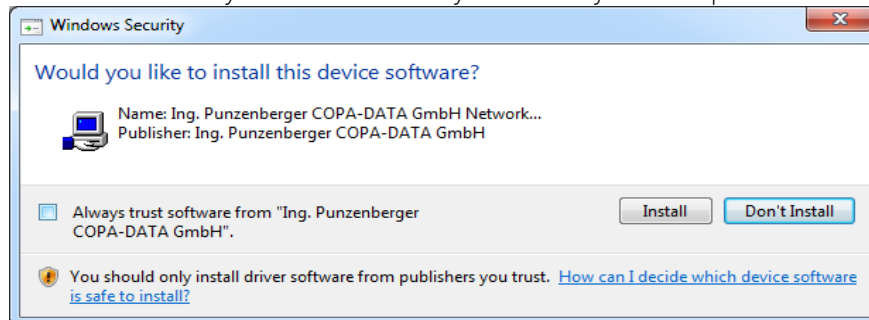 Windows Security
Would you like to install this device software?
Name: Ing. Punzenberger COPA-DATA GmbH Network...
Publisher: Ing. Punzenberger COPA-DATA GmbH
Always trust software from "Ing. Punzenberger
COPA-DATA GmbH".
Install
Don't Install
You should only install driver software from publishers you trust. How can I decide which device software
is safe to install?